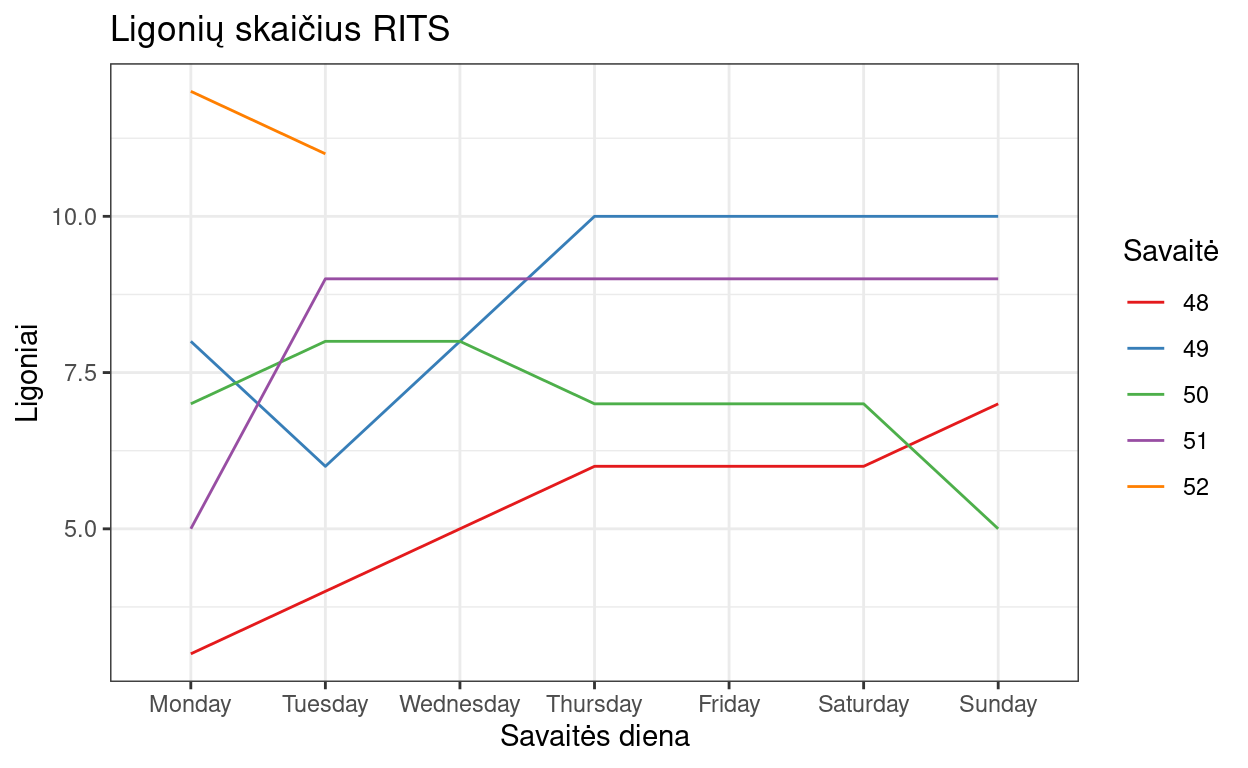 Ligonių skaičius RITS
Ligoniai
10.0
7.5
5.0
Monday Tuesday Wednesday Thursday Friday Saturday Sunday
Savaitės diena
Savaitė
48
49
50
51
52